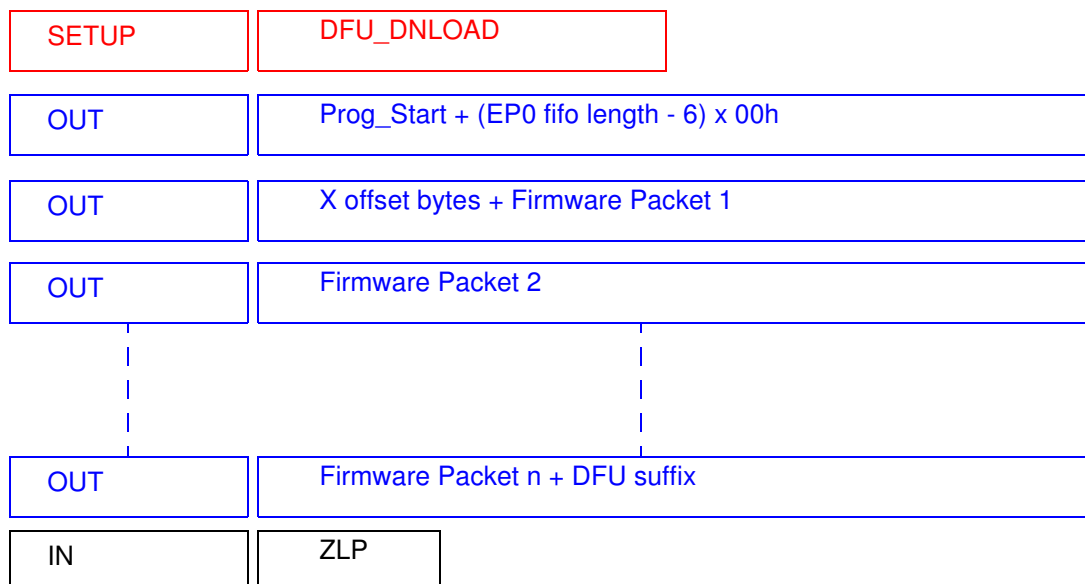 SETUP DFU_DNLOAD
OUT Prog_Start + (EP0 fifo length - 6) x 00h
OUT X offset bytes + Firmware Packet 1
OUT Firmware Packet 2
OUT Firmware Packet n + DFU suffix
IN ZLP